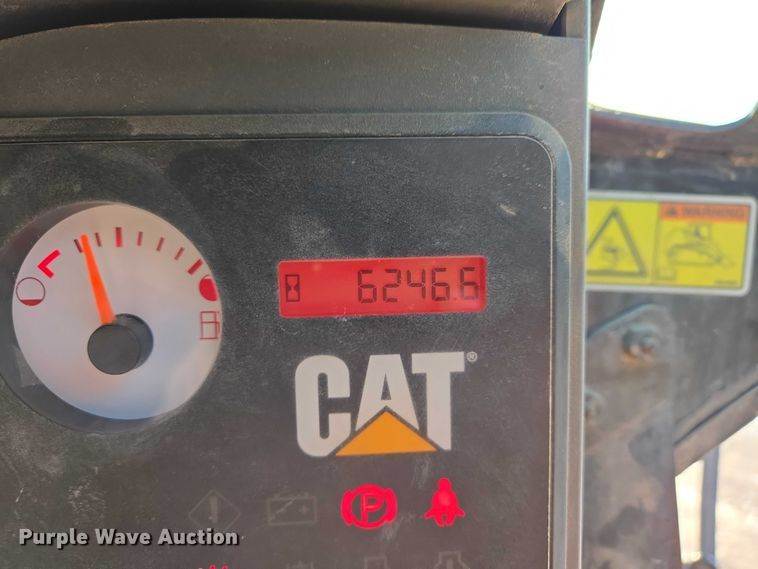 WARNING
6246.6
CAT®
P
Purple Wave Auction